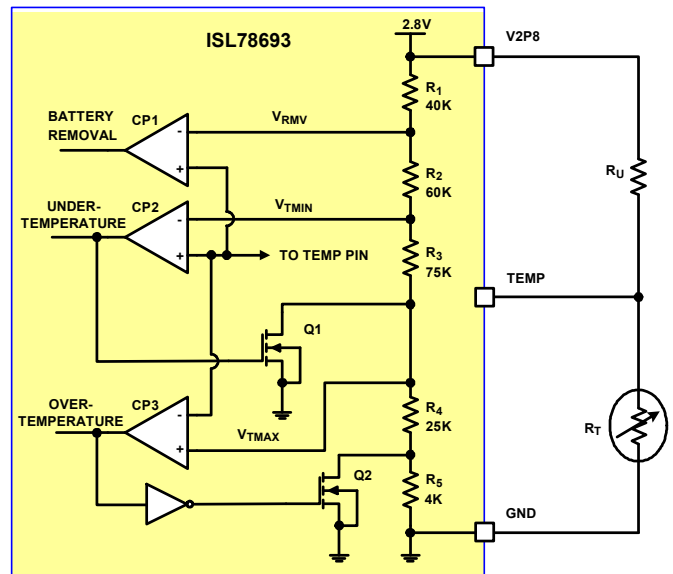 2.8V
V2P8
ISL78693
R1
40K
BATTERY
REMOVAL
CP1
VRMV
-
+
R2
60K
RU
UNDER-
TEMPERATURE
CP2
VTMIN
-
+
TO TEMP PIN
R3
75K
TEMP
Q1
OVER-
TEMPERATURE
CP3
-
+
VTMAX
R4
25K
RT
Q2
R5
4K
GND